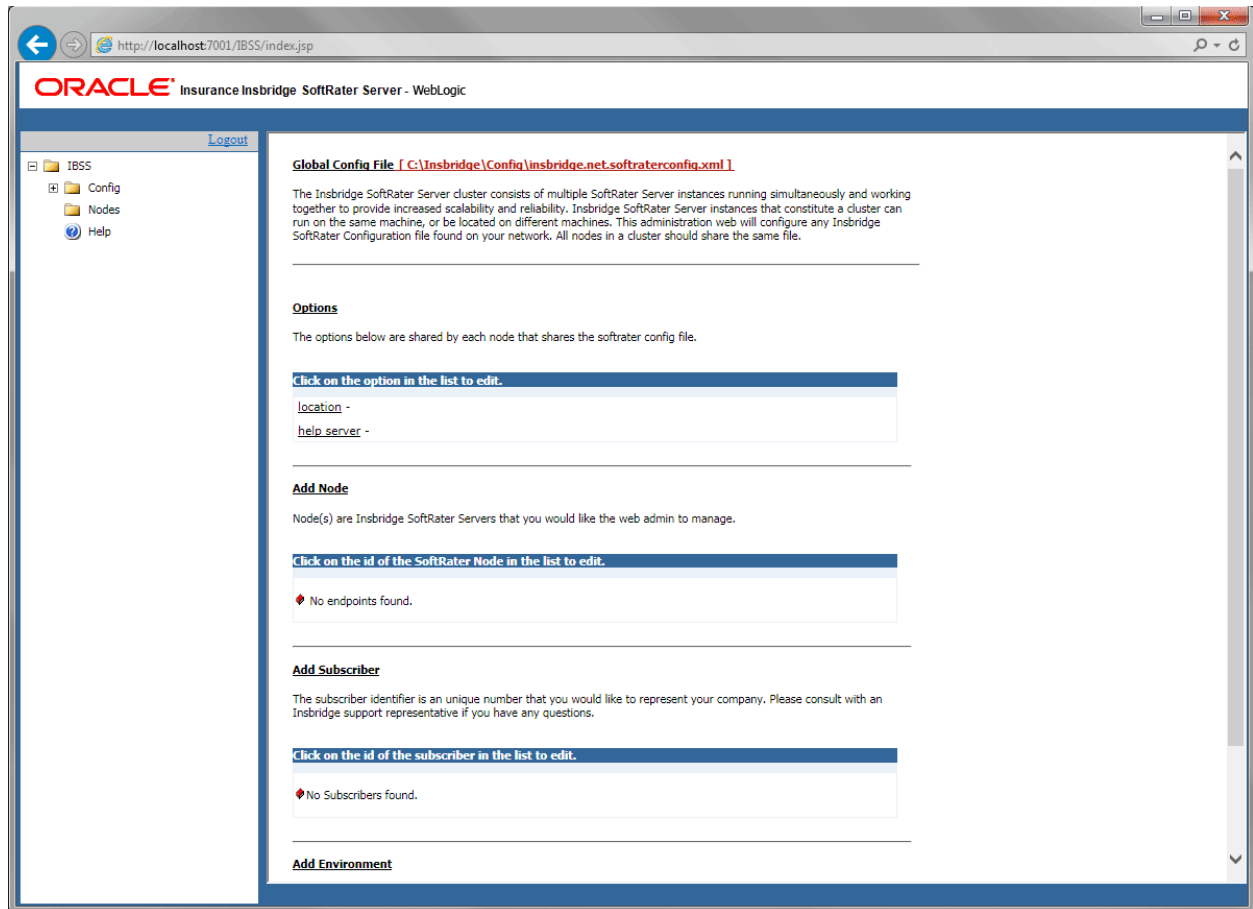 http://localhost:7001/IBSS/index.jsp
ORACLE® Insurance Insbridge SoftRater Server - WebLogic
Logout
IBSS
Config
Nodes
Help
Global Config File [ C:\Insbridge\Config\insbridge.net.softraterconfig.xml ]
The Insbridge SoftRater Server cluster consists of multiple SoftRater Server instances running simultaneously and working
together to provide increased scalability and reliability. Insbridge SoftRater Server instances that constitute a cluster can
run on the same machine, or be located on different machines. This administration web will configure any Insbridge
SoftRater Configuration file found on your network. All nodes in a cluster should share the same file.
Options
The options below are shared by each node that shares the softrater config file.
Click on the option in the list to edit.
location -
help server -
Add Node
Node(s) are Insbridge SoftRater Servers that you would like the web admin to manage.
Click on the id of the SoftRater Node in the list to edit.
No endpoints found.
Add Subscriber
The subscriber identifier is an unique number that you would like to represent your company. Please consult with an
Insbridge support representative if you have any questions.
Click on the id of the subscriber in the list to edit.
No Subscribers found.
Add Environment